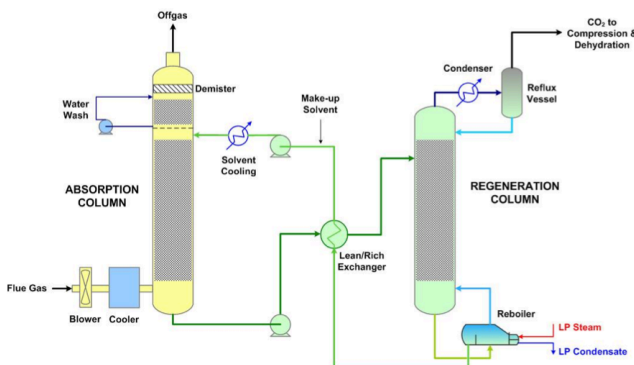 Offgas
CO₂ to
Compression &
Dehydration
Condenser
Demister
Reflux
Vessel
Water
Wash
Make-up
Solvent
Solvent
Cooling
ABSORPTION
COLUMN
REGENERATION
COLUMN
Lean/Rich
Exchanger
Flue Gas
Blower
Cooler
Reboiler
LP Steam
LP Condensate